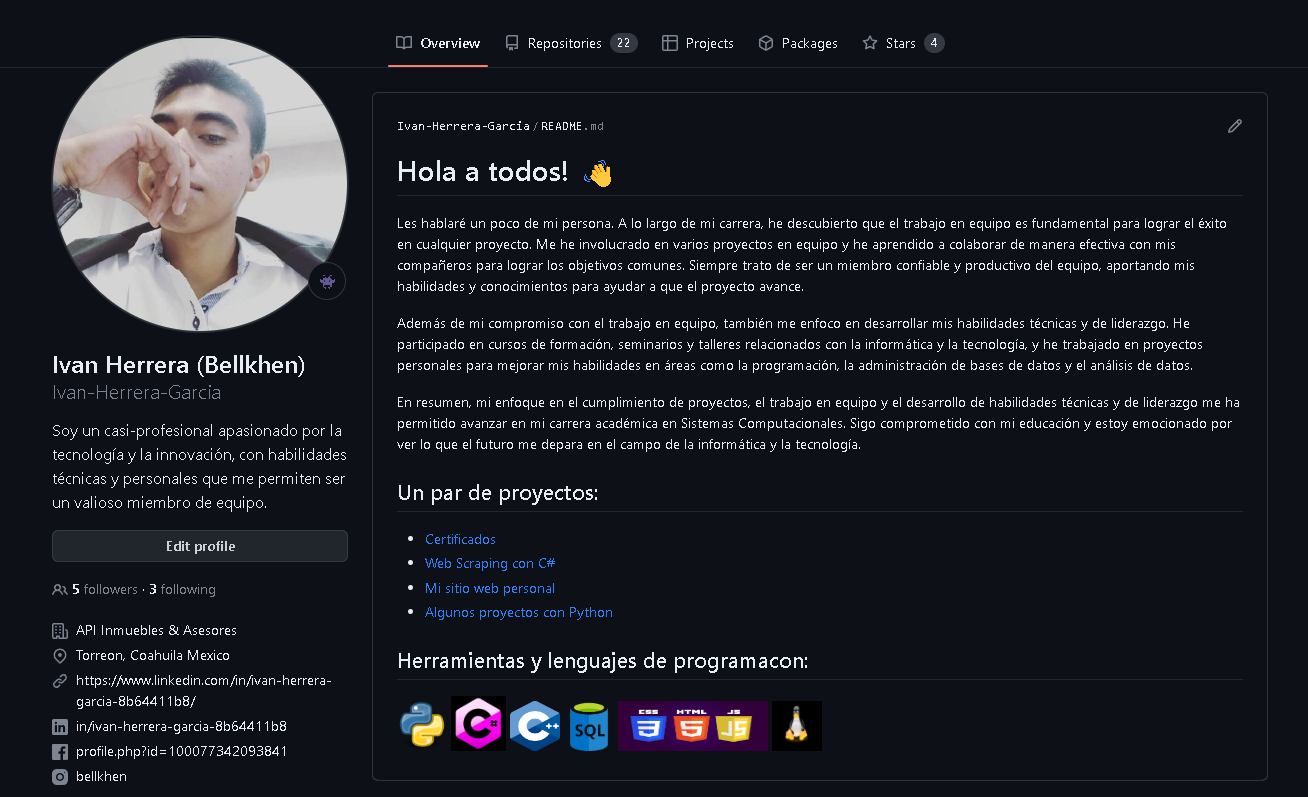 Overview Repositories 22 Projects Packages Stars 4
Ivan Herrera (Bellkhen)
Ivan-Herrera-Garcia
Soy un casi-profesional apasionado por la
tecnología y la innovación, con habilidades
técnicas y personales que me permiten ser
un valioso miembro de equipo.
Edit profile
5 followers · 3 following
API Inmuebles & Asesores
Torreon, Coahuila Mexico
https://www.linkedin.com/in/ivan-herrera-
garcia-8b64411b8/
in/ivan-herrera-garcia-8b64411b8
profile.php?id=100077342093841
bellkhen
Ivan-Herrera-Garcia/README.md
Hola a todos! 👋
Les hablaré un poco de mi persona. A lo largo de mi carrera, he descubierto que el trabajo en equipo es fundamental para lograr el éxito
en cualquier proyecto. Me he involucrado en varios proyectos en equipo y he aprendido a colaborar de manera efectiva con mis
compañeros para lograr los objetivos comunes. Siempre trato de ser un miembro confiable y productivo del equipo, aportando mis
habilidades y conocimientos para ayudar a que el proyecto avance.
Además de mi compromiso con el trabajo en equipo, también me enfoco en desarrollar mis habilidades técnicas y de liderazgo. He
participado en cursos de formación, seminarios y talleres relacionados con la informática y la tecnología, y he trabajado en proyectos
personales para mejorar mis habilidades en áreas como la programación, la administración de bases de datos y el análisis de datos.
En resumen, mi enfoque en el cumplimiento de proyectos, el trabajo en equipo y el desarrollo de habilidades técnicas y de liderazgo me ha
permitido avanzar en mi carrera académica en Sistemas Computacionales. Sigo comprometido con mi educación y estoy emocionado por
ver lo que el futuro me depara en el campo de la informática y la tecnología.
Un par de proyectos:
• Certificados
• Web Scraping con C#
• Mi sitio web personal
• Algunos proyectos con Python
Herramientas y lenguajes de programacon:
C# C++ SQL CSS 3 HTML 5 JS JS